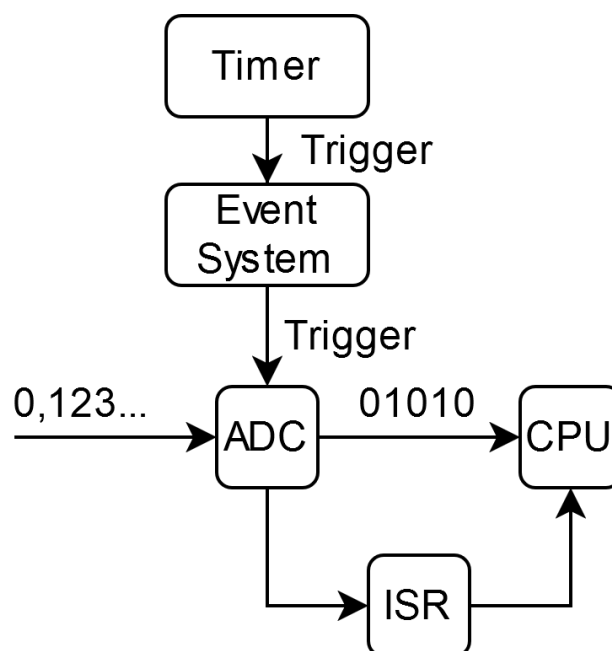 Timer
Trigger
Event
System
Trigger
0,123...
ADC
01010
CPU
ISR